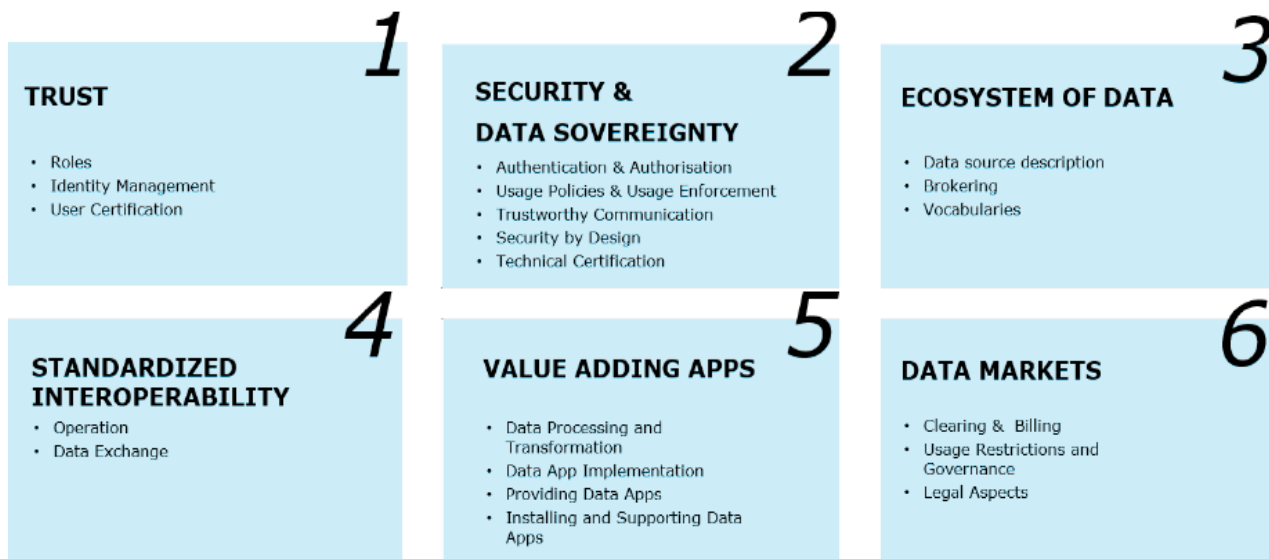 1
TRUST
• Roles
• Identity Management
• User Certification
2
SECURITY &
DATA SOVEREIGNTY
• Authentication & Authorisation
• Usage Policies & Usage Enforcement
• Trustworthy Communication
• Security by Design
• Technical Certification
3
ECOSYSTEM OF DATA
• Data source description
• Brokering
• Vocabularies
4
STANDARDIZED
INTEROPERABILITY
• Operation
• Data Exchange
5
VALUE ADDING APPS
• Data Processing and
Transformation
• Data App Implementation
• Providing Data Apps
• Installing and Supporting Data
Apps
6
DATA MARKETS
• Clearing & Billing
• Usage Restrictions and
Governance
• Legal Aspects